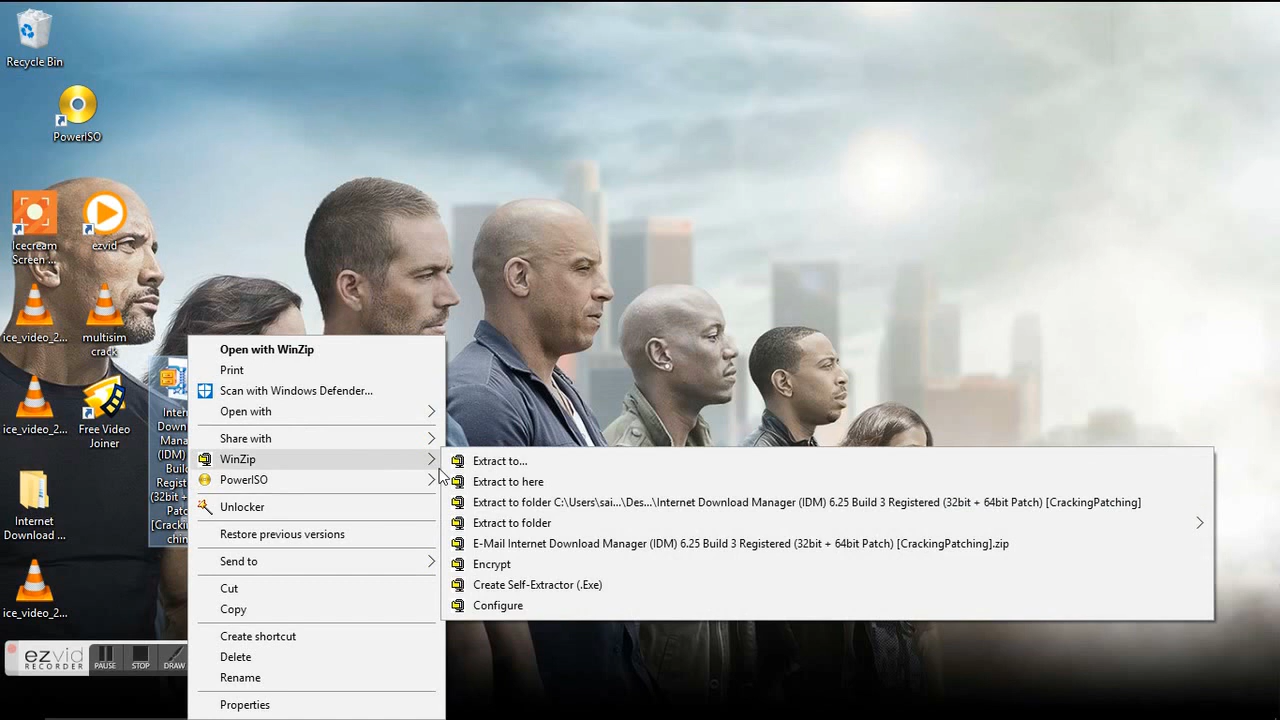 Recycle Bin
PowerISO
Icecream
Screen ...
ezvid
ice_video_2...
multisim
crack
ice_video_2...
Free Video
Joiner
Down
(IDM)
Build
(32bit +
Internet
Download ...
ice_video_2...
ezvid
RECORDER
PAUSE
STOP
DRAW
Open with WinZip
Print
Scan with Windows Defender...
Open with
Share with
WinZip
PowerISO
Unlocker
Restore previous versions
Send to
Cut
Copy
Create shortcut
Delete
Rename
Properties
Extract to...
Extract to here
Extract to folder C:\Users\sai...\Des...\Internet Download Manager (IDM) 6.25 Build 3 Registered (32bit + 64bit Patch) [CrackingPatching]
Extract to folder
E-Mail Internet Download Manager (IDM) 6.25 Build 3 Registered (32bit + 64bit Patch) [CrackingPatching].zip
Encrypt
Create Self-Extractor (.Exe)
Configure